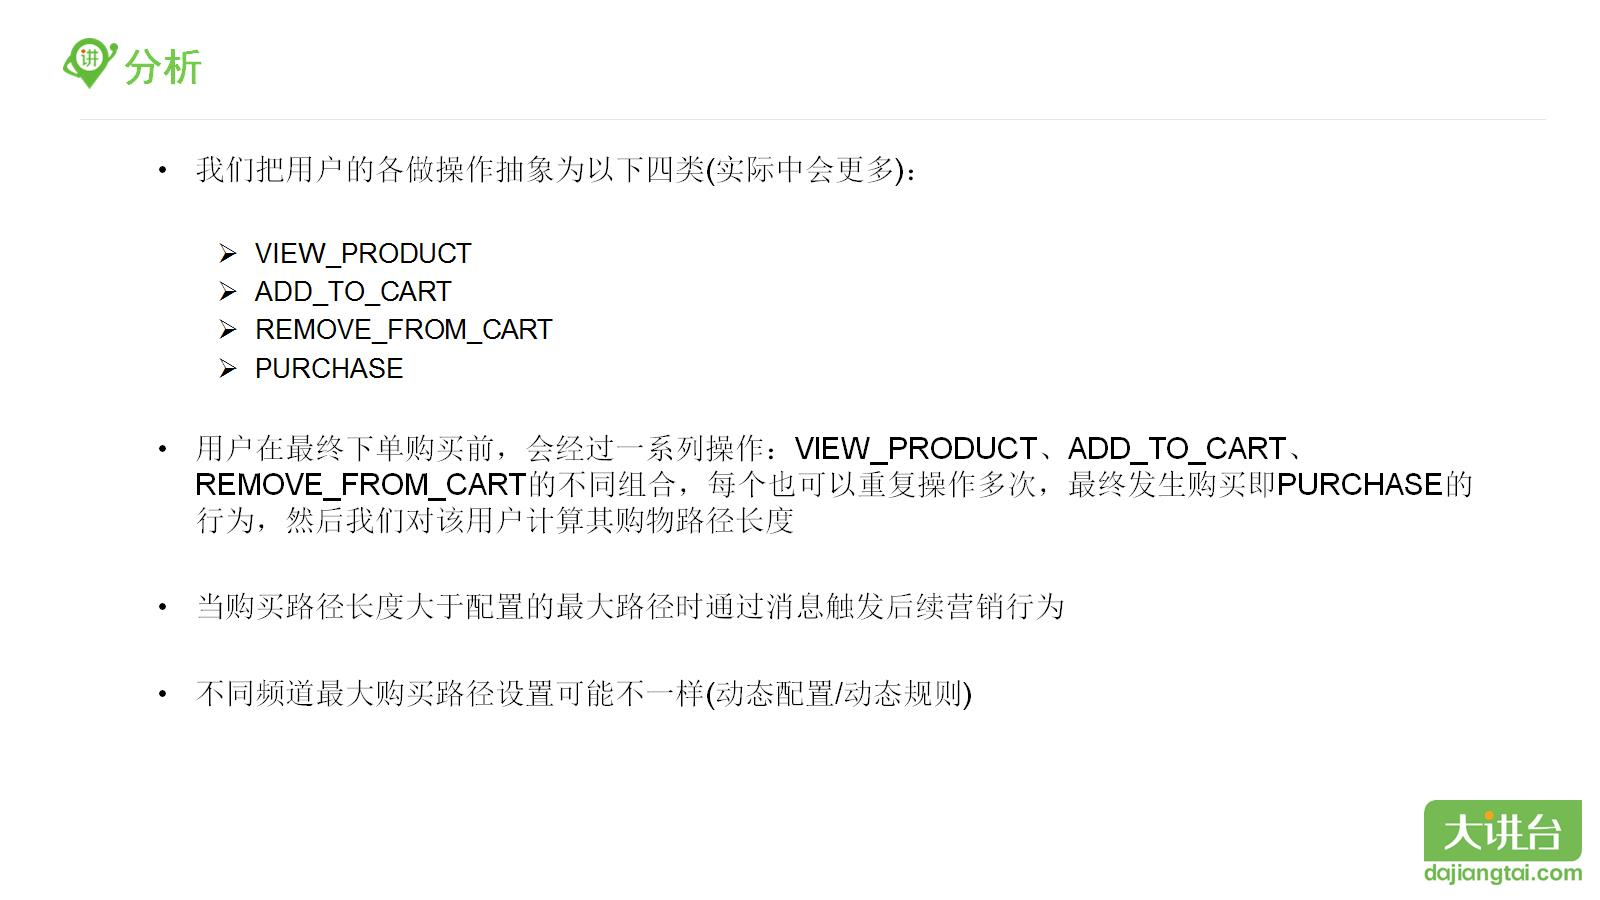 讲
分析
• 我们把用户的各做操作抽象为以下四类(实际中会更多)：
➢ VIEW_PRODUCT
➢ ADD_TO_CART
➢ REMOVE_FROM_CART
➢ PURCHASE
• 用户在最终下单购买前，会经过一系列操作：VIEW_PRODUCT、ADD_TO_CART、
REMOVE_FROM_CART的不同组合，每个也可以重复操作多次，最终发生购买即PURCHASE的
行为，然后我们对该用户计算其购物路径长度
• 当购买路径长度大于配置的最大路径时通过消息触发后续营销行为
• 不同频道最大购买路径设置可能不一样(动态配置/动态规则)
大讲台
dajiangtai.com